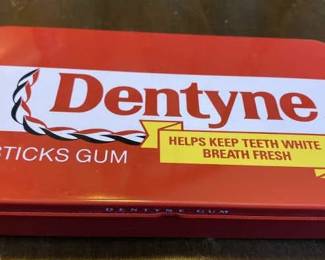 Dentyne
HELPS KEEP TEETH WHITE
BREATH FRESH
STICKS GUM
DENTYNE GUM